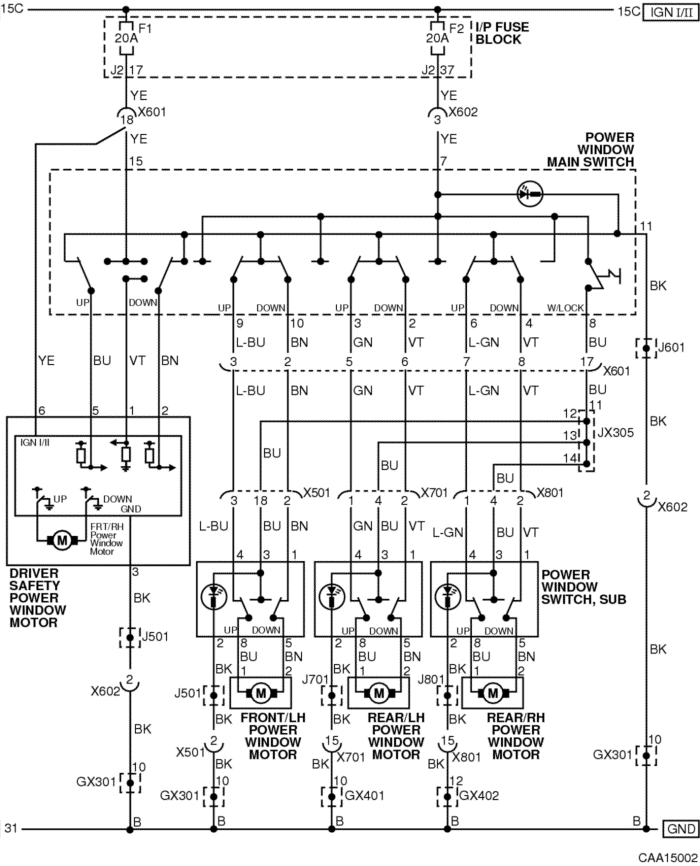 15C
15C IGN I/II
F1
20A
F2
20A
I/P FUSE
BLOCK
J2 17
J2 37
YE
YE
X601
X602
18
3
YE
YE
POWER
WINDOW
MAIN SWITCH
15
7
11
UP
DOWN
UP
DOWN
UP
DOWN
UP
DOWN
W/LOCK
BK
9
10
3
2
6
4
8
L-BU
BN
GN
VT
L-GN
VT
BU
J601
YE
BU
VT
BN
3
2
5
6
7
8
17
X601
L-BU
BN
GN
VT
L-GN
VT
BU
6
5
1
2
11
12
13
14
JX305
BK
IGN I/II
BU
BU
BU
UP
DOWN
GND
M
FRT/RH
Power
Window
Motor
3
18
2
X501
1
4
2
X701
1
4
2
X801
2
X602
L-BU
BU
BN
GN
BU
VT
L-GN
BU
VT
DRIVER
SAFETY
POWER
WINDOW
MOTOR
3
BK
4
3
1
4
3
1
4
3
1
POWER
WINDOW
SWITCH, SUB
UP
DOWN
UP
DOWN
UP
DOWN
J501
2
8
5
2
8
5
2
8
5
BK
BU
BN
BK
BU
BN
BK
BU
BN
BK
2
X602
J501
1
2
M
J701
1
2
M
J801
1
2
M
BK
BK
BK
BK
FRONT/LH
POWER
WINDOW
MOTOR
REAR/LH
POWER
WINDOW
MOTOR
REAR/RH
POWER
WINDOW
MOTOR
2
X501
15
X701
15
X801
10
GX301
BK
BK
BK
10
GX301
10
GX301
10
GX401
12
GX402
31
B
B
B
B
B
GND
CAA15002